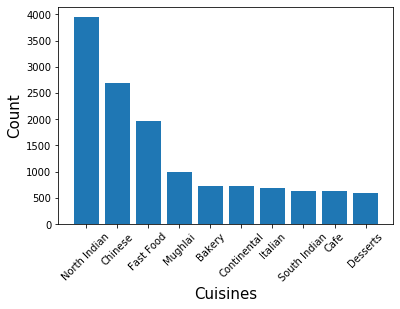 4000
3500
3000
2500
2000
1500
1000
500
0
Count
North Indian
Chinese
Fast Food
Mughlai
Bakery
Continental
Italian
South Indian
Cafe
Desserts
Cuisines